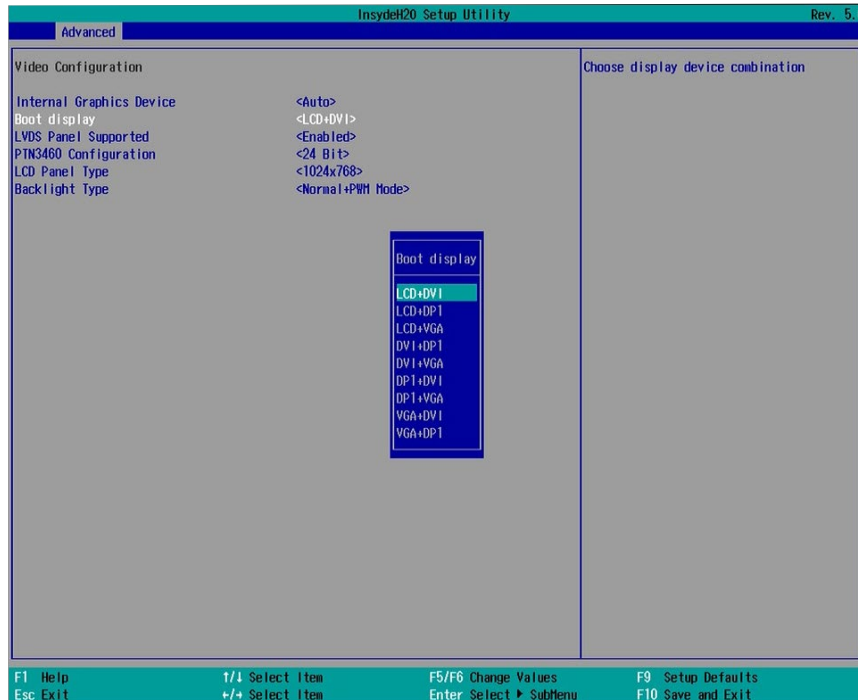 InsydeH20 Setup Utility Rev. 5.
Advanced
Video Configuration
Choose display device combination
Internal Graphics Device <Auto>
Boot display <LCD+DVI>
LVDS Panel Supported <Enabled>
PTN3460 Configuration <24 Bit>
LCD Panel Type <1024x768>
Backlight Type <Normal+PWM Mode>
Boot display
LCD+DVI
LCD+DP1
LCD+VGA
DVI+DP1
DVI+VGA
DP1+DVI
DP1+VGA
VGA+DVI
VGA+DP1
F1 Help ↑/↓ Select Item F5/F6 Change Values F9 Setup Defaults
Esc Exit ←/→ Select Item Enter Select ▶ SubMenu F10 Save and Exit